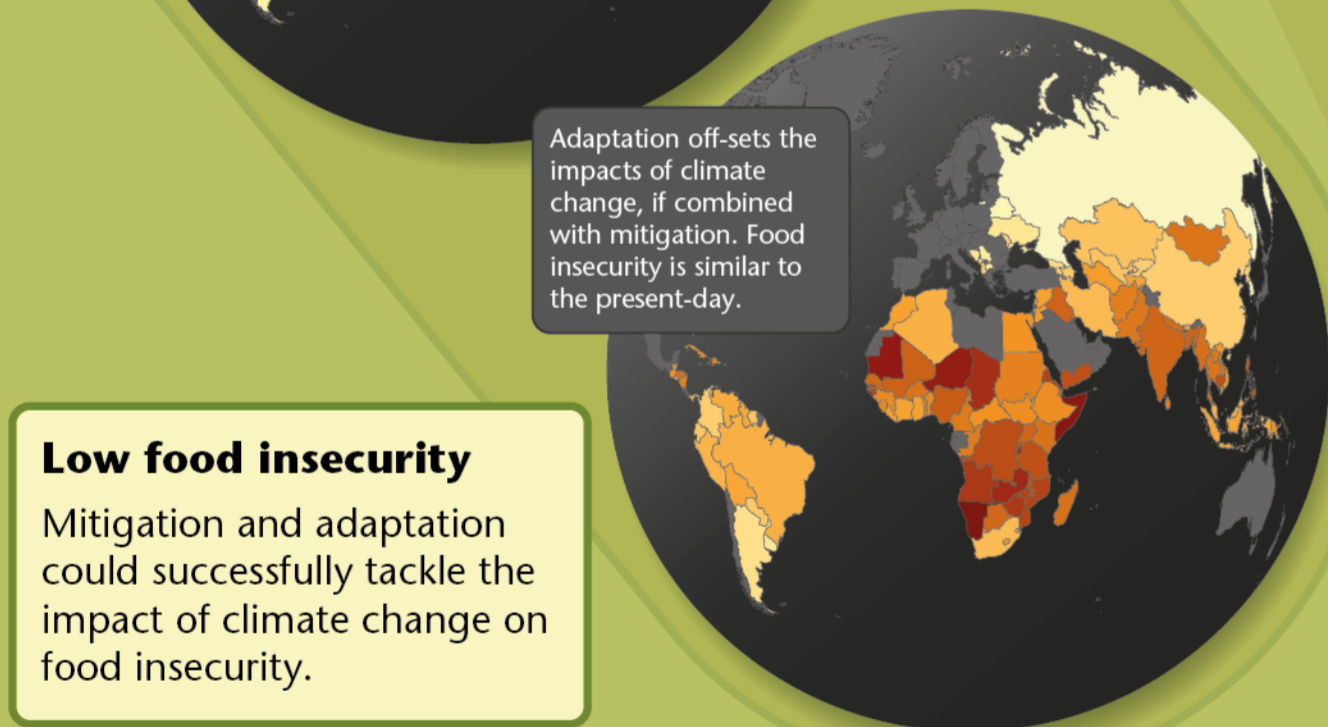 Adaptation off-sets the
impacts of climate
change, if combined
with mitigation. Food
insecurity is similar to
the present-day.
Low food insecurity
Mitigation and adaptation
could successfully tackle the
impact of climate change on
food insecurity.